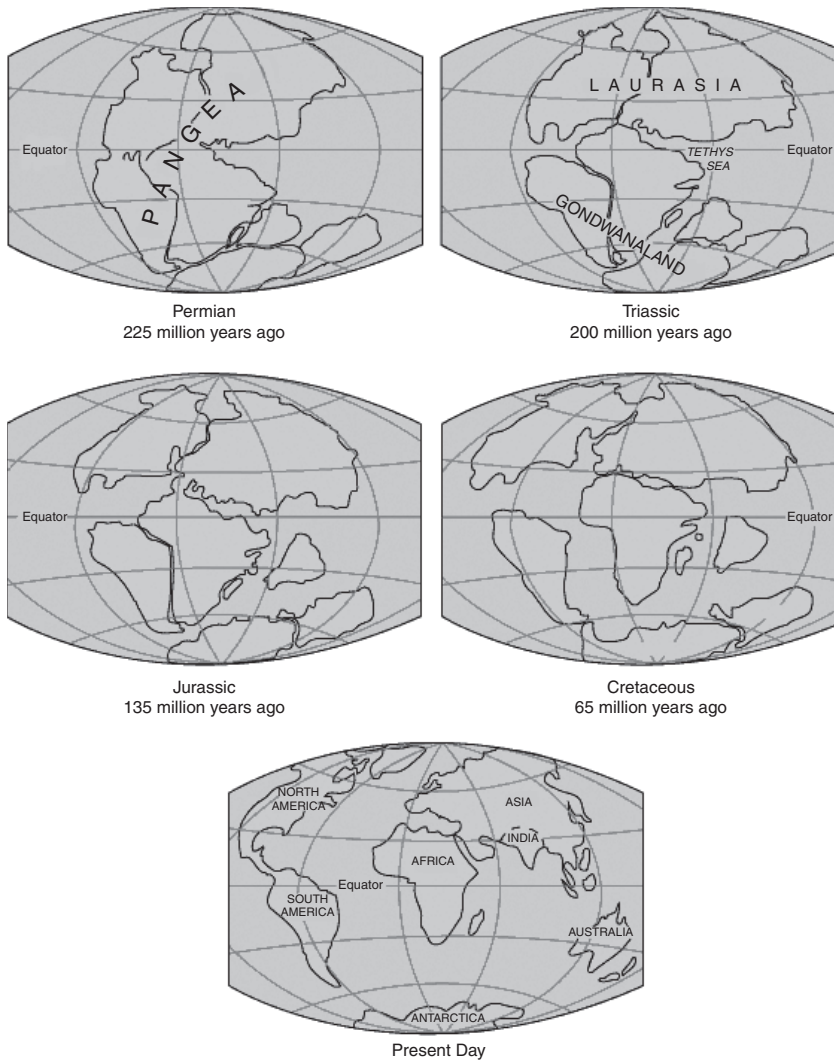 PANGEA
Equator
Permian
225 million years ago
LAURASIA
TETHYS
SEA
Equator
GONDWANALAND
Triassic
200 million years ago
Equator
Jurassic
135 million years ago
Equator
Cretaceous
65 million years ago
NORTH
AMERICA
ASIA
INDIA
AFRICA
Equator
SOUTH
AMERICA
AUSTRALIA
ANTARCTICA
Present Day